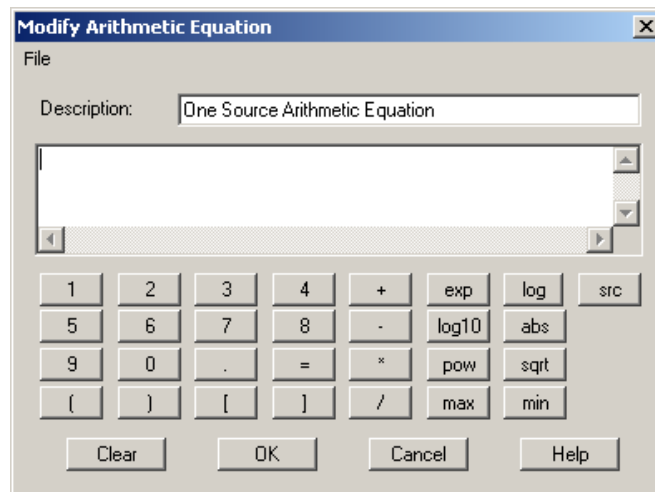 Modify Arithmetic Equation
File
Description: One Source Arithmetic Equation
1 2 3 4 + exp log src
5 6 7 8 - log10 abs
9 0 . = * pow sqrt
( ) [ ] / max min
Clear OK Cancel Help